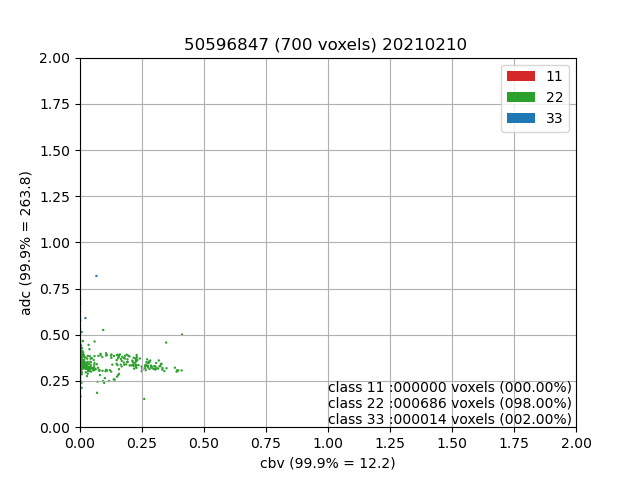 50596847 (700 voxels) 20210210
2.00
1.75
1.50
1.25
1.00
0.75
0.50
0.25
0.00
adc (99.9% = 263.8)
11
22
33
class 11 :000000 voxels (000.00%)
class 22 :000686 voxels (098.00%)
class 33 :000014 voxels (002.00%)
0.00 0.25 0.50 0.75 1.00 1.25 1.50 1.75 2.00
cbv (99.9% = 12.2)